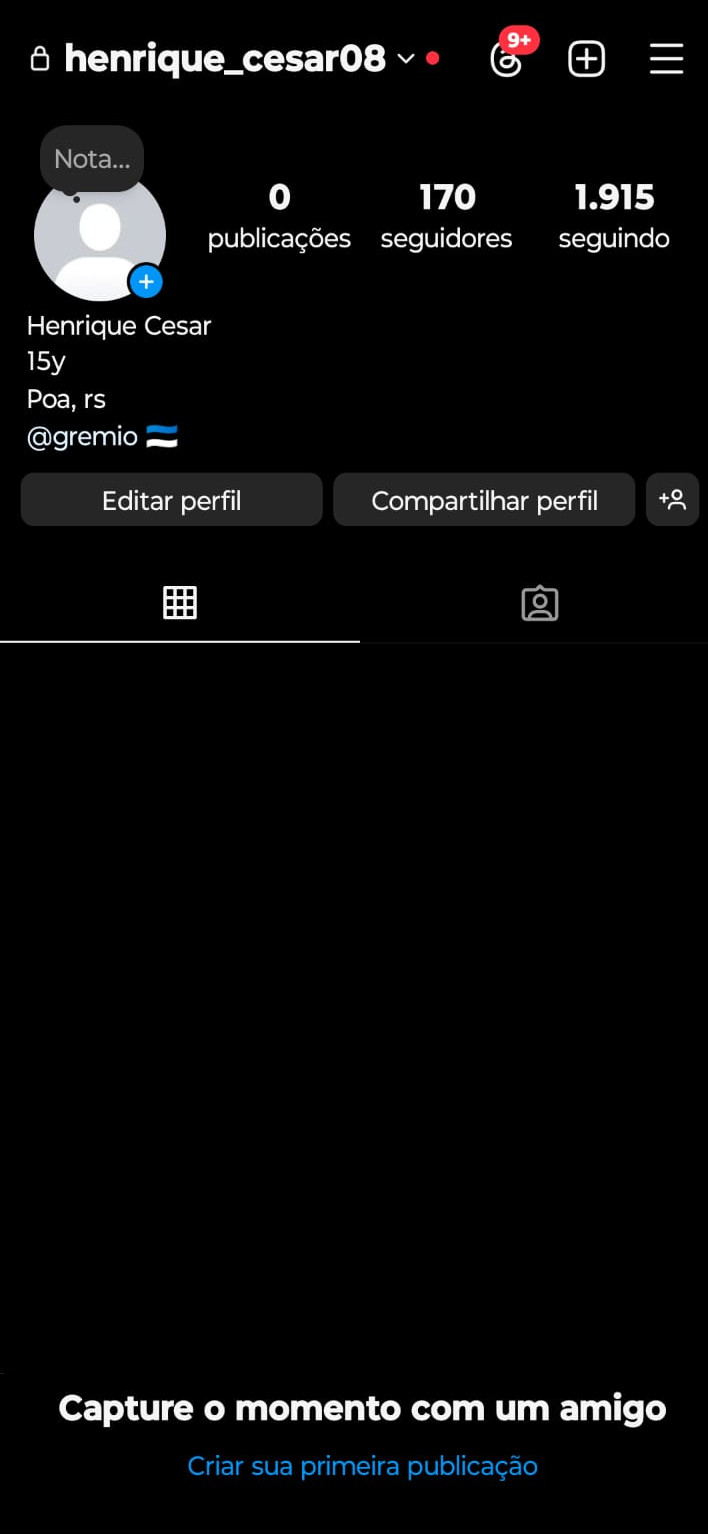 henrique_cesar08
9+
Nota...
0 170 1.915
publicações seguidores seguindo
Henrique Cesar
15y
Poa, rs
@gremio 🇪🇪
Editar perfil Compartilhar perfil
Capture o momento com um amigo
Criar sua primeira publicação